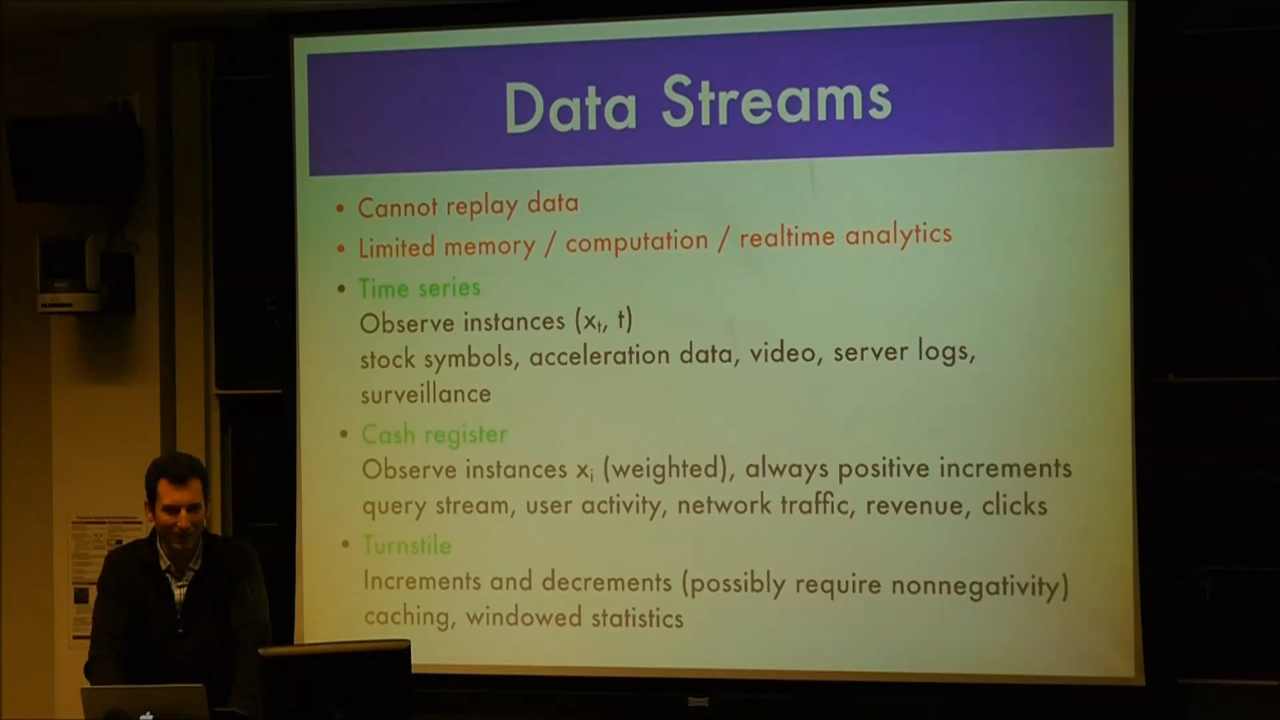 Data Streams
• Cannot replay data
• Limited memory / computation / realtime analytics
• Time series
Observe instances (xₜ, t)
stock symbols, acceleration data, video, server logs,
surveillance
• Cash register
Observe instances xᵢ (weighted), always positive increments
query stream, user activity, network traffic, revenue, clicks
• Turnstile
Increments and decrements (possibly require nonnegativity)
caching, windowed statistics